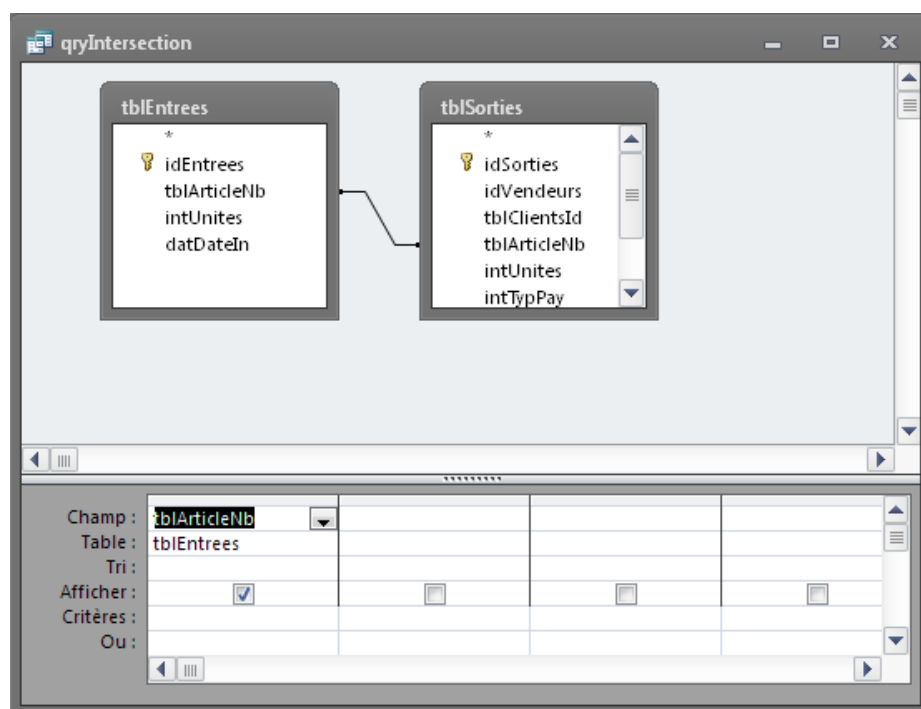 qryIntersection
tblEntrees
*
idEntrees
tblArticleNb
intUnites
datDateIn
tblSorties
*
idSorties
idVendeurs
tblClientsId
tblArticleNb
intUnites
intTypPay
Champ : tblArticleNb
Table : tblEntrees
Tri :
Afficher :
Critères :
Ou :